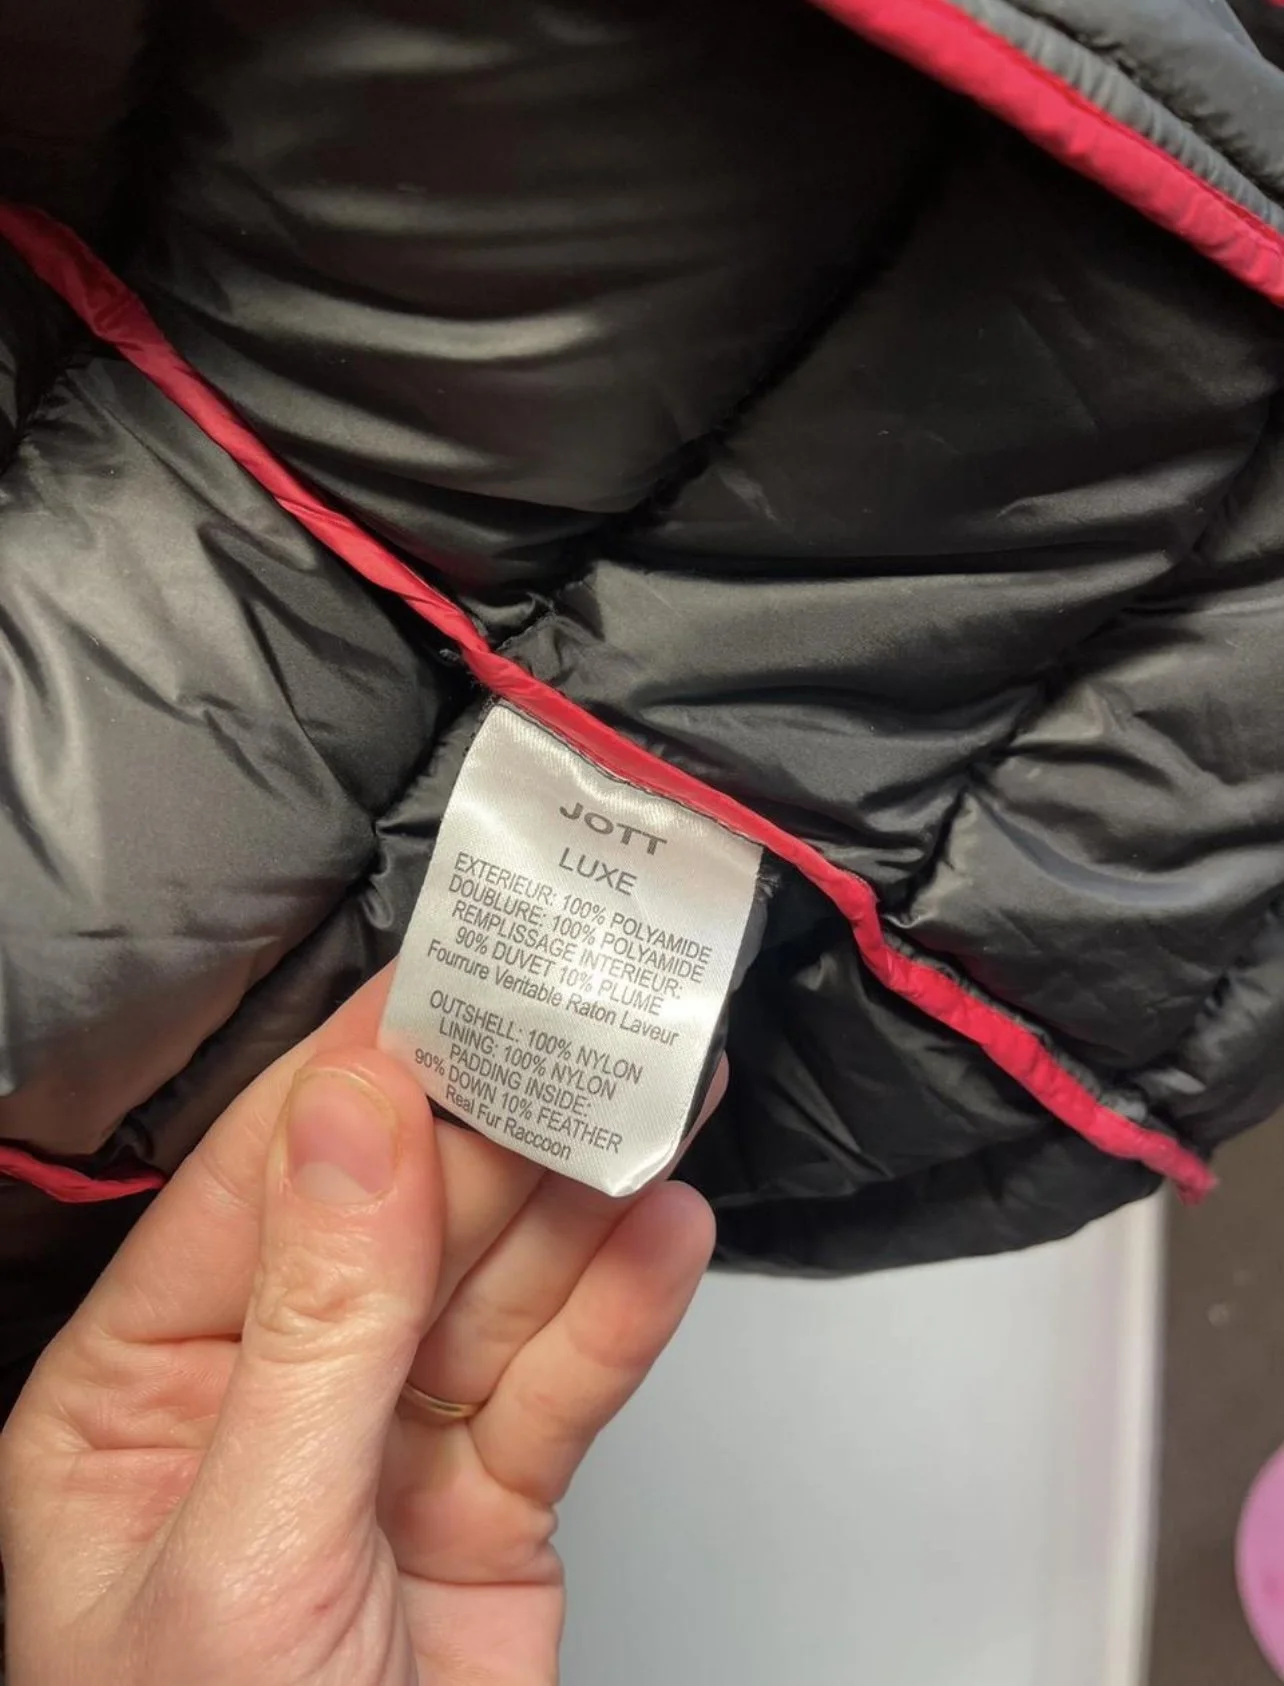 JOTT
LUXE
EXTERIEUR: 100% POLYAMIDE
DOUBLURE: 100% POLYAMIDE
REMPLISSAGE INTERIEUR:
90% DUVET 10% PLUME
Fourrure Veritable Raton Laveur
OUTSHELL: 100% NYLON
LINING: 100% NYLON
PADDING INSIDE:
90% DOWN 10% FEATHER
Real Fur Raccoon